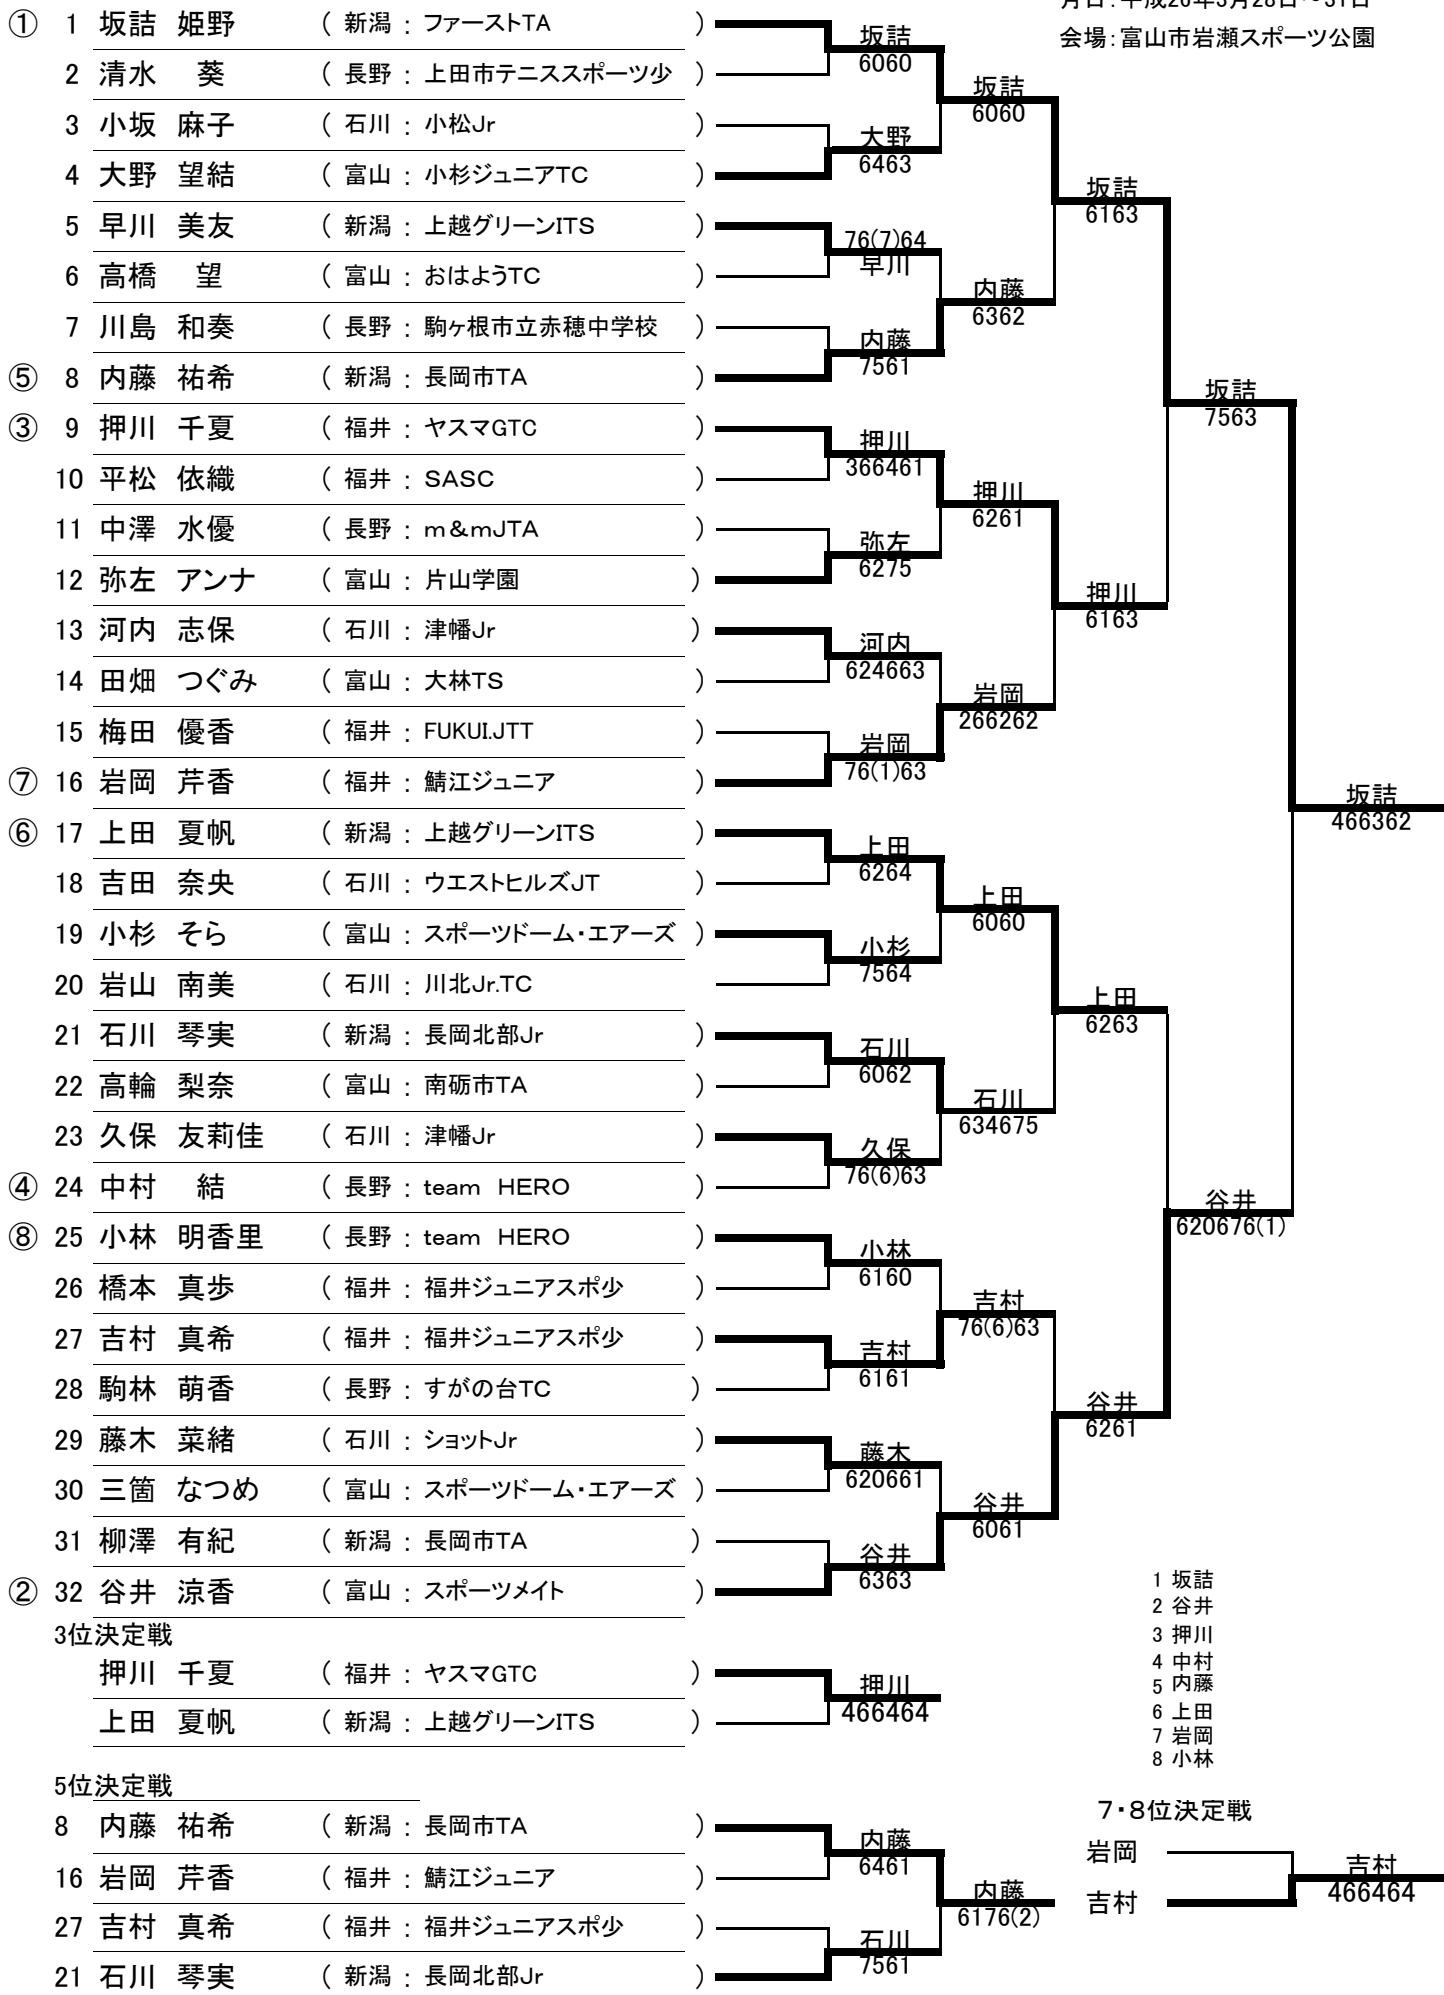 月日：平成26年3月28日～31日
会場：富山市岩瀬スポーツ公園
① 1 坂詰 姫野 （ 新潟 ： ファーストTA ）
2 清水 葵 （ 長野 ： 上田市テニススポーツ少 ）
3 小坂 麻子 （ 石川 ： 小松Jr ）
4 大野 望結 （ 富山 ： 小杉ジュニアTC ）
5 早川 美友 （ 新潟 ： 上越グリーンITS ）
6 高橋 望 （ 富山 ： おはようTC ）
7 川島 和奏 （ 長野 ： 駒ヶ根市立赤穂中学校 ）
⑤ 8 内藤 祐希 （ 新潟 ： 長岡市TA ）
③ 9 押川 千夏 （ 福井 ： ヤスマGTC ）
10 平松 依織 （ 福井 ： SASC ）
11 中澤 水優 （ 長野 ： m＆mJTA ）
12 弥左 アンナ （ 富山 ： 片山学園 ）
13 河内 志保 （ 石川 ： 津幡Jr ）
14 田畑 つぐみ （ 富山 ： 大林TS ）
15 梅田 優香 （ 福井 ： FUKUI.JTT ）
⑦ 16 岩岡 芹香 （ 福井 ： 鯖江ジュニア ）
⑥ 17 上田 夏帆 （ 新潟 ： 上越グリーンITS ）
18 吉田 奈央 （ 石川 ： ウエストヒルズJT ）
19 小杉 そら （ 富山 ： スポーツドーム・エアーズ ）
20 岩山 南美 （ 石川 ： 川北Jr.TC
21 石川 琴実 （ 新潟 ： 長岡北部Jr ）
22 高輪 梨奈 （ 富山 ： 南砺市TA ）
23 久保 友莉佳 （ 石川 ： 津幡Jr ）
④ 24 中村 結 （ 長野 ： team HERO ）
⑧ 25 小林 明香里 （ 長野 ： team HERO ）
26 橋本 真歩 （ 福井 ： 福井ジュニアスポ少 ）
27 吉村 真希 （ 福井 ： 福井ジュニアスポ少 ）
28 駒林 萌香 （ 長野 ： すがの台TC ）
29 藤木 菜緒 （ 石川 ： ショットJr ）
30 三箇 なつめ （ 富山 ： スポーツドーム・エアーズ ）
31 柳澤 有紀 （ 新潟 ： 長岡市TA ）
② 32 谷井 涼香 （ 富山 ： スポーツメイト ）
坂詰
6060
大野
6463
76(7)64
早川
内藤
7561
押川
366461
弥左
6275
河内
624663
岩岡
76(1)63
上田
6264
小杉
7564
石川
6062
久保
76(6)63
小林
6160
吉村
6161
藤木
620661
谷井
6363
坂詰
6060
内藤
6362
押川
6261
岩岡
266262
上田
6060
石川
634675
吉村
76(6)63
谷井
6061
坂詰
6163
押川
6163
上田
6263
谷井
6261
坂詰
7563
谷井
620676(1)
坂詰
466362
1 坂詰
2 谷井
3 押川
4 中村
5 内藤
6 上田
7 岩岡
8 小林
3位決定戦
押川 千夏 （ 福井 ： ヤスマGTC ）
上田 夏帆 （ 新潟 ： 上越グリーンITS ）
押川
466464
5位決定戦
8 内藤 祐希 （ 新潟 ： 長岡市TA ）
16 岩岡 芹香 （ 福井 ： 鯖江ジュニア ）
27 吉村 真希 （ 福井 ： 福井ジュニアスポ少 ）
21 石川 琴実 （ 新潟 ： 長岡北部Jr ）
内藤
6461
石川
7561
内藤
6176(2)
7・8位決定戦
岩岡
吉村
吉村
466464